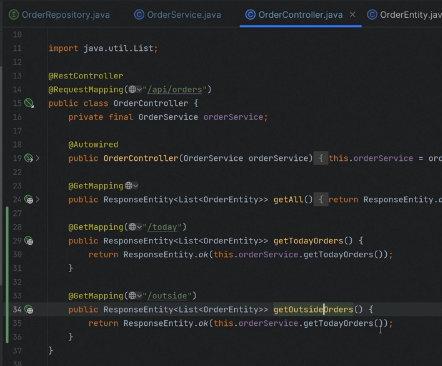 OrderRepository.java OrderService.java OrderController.java OrderEntity.jav
10
11 import java.util.List;
12
13 @RestController
14 @RequestMapping("/api/orders")
15 public class OrderController {
16 private final OrderService orderService;
17
18 @Autowired
19 public OrderController(OrderService orderService) { this.orderService = ord
22
23 @GetMapping
24 public ResponseEntity<List<OrderEntity>> getAll() { return ResponseEntity.o
27
28 @GetMapping("/today")
29 public ResponseEntity<List<OrderEntity>> getTodayOrders() {
30 return ResponseEntity.ok(this.orderService.getTodayOrders());
31 }
32
33 @GetMapping("/outside")
34 public ResponseEntity<List<OrderEntity>> getOutsideOrders() {
35 return ResponseEntity.ok(this.orderService.getTodayOrders());
36 }
37 }
38